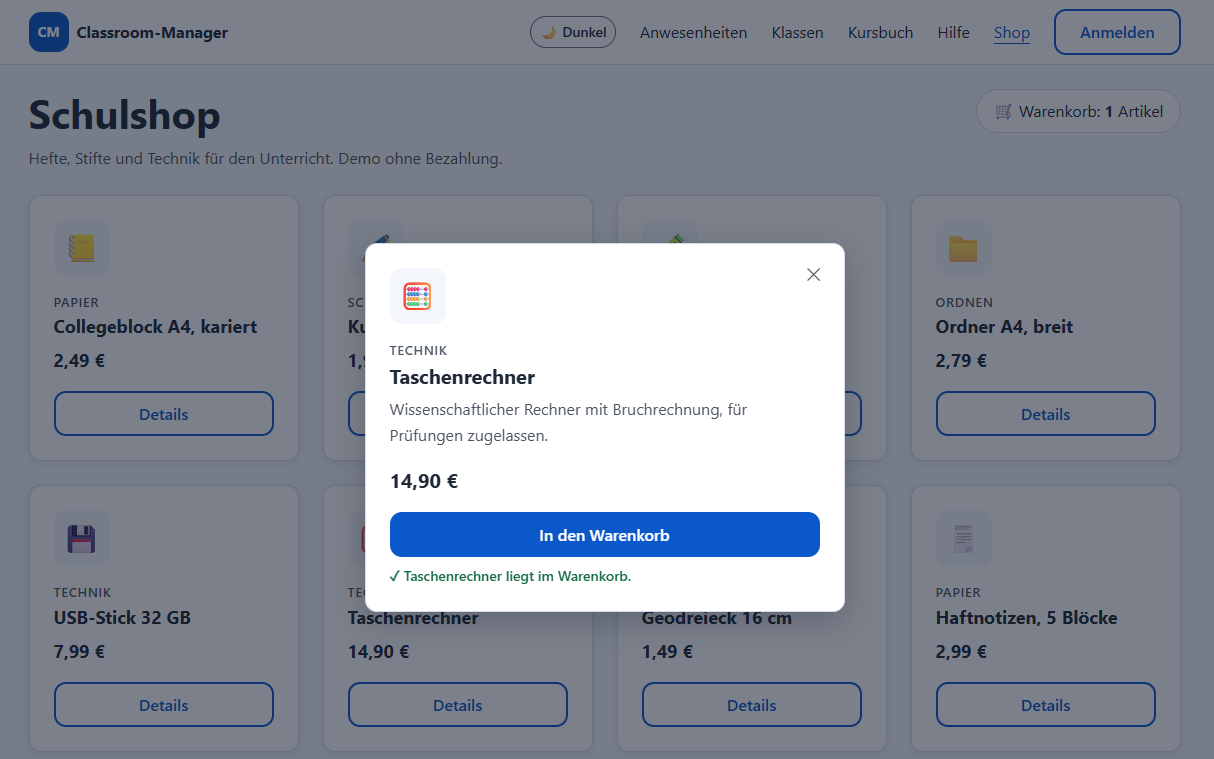 CM Classroom-Manager
🌙 Dunkel Anwesenheiten Klassen Kursbuch Hilfe Shop Anmelden
Schulshop
🛒 Warenkorb: 1 Artikel
Hefte, Stifte und Technik für den Unterricht. Demo ohne Bezahlung.
PAPIER
Collegeblock A4, kariert
2,49 €
Details
ORDNEN
Ordner A4, breit
2,79 €
Details
TECHNIK
Taschenrechner
Wissenschaftlicher Rechner mit Bruchrechnung, für
Prüfungen zugelassen.
14,90 €
In den Warenkorb
✓ Taschenrechner liegt im Warenkorb.
TECHNIK
USB-Stick 32 GB
7,99 €
Details
Taschenrechner
14,90 €
Details
Geodreieck 16 cm
1,49 €
Details
PAPIER
Haftnotizen, 5 Blöcke
2,99 €
Details